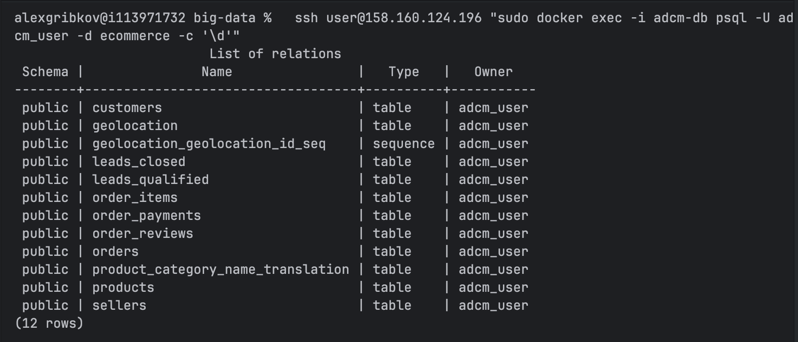 alexgribkov@i113971732 big-data %   ssh user@158.160.124.196 "sudo docker exec -i adcm-db psql -U ad
cm_user -d ecommerce -c '\d'"
                       List of relations
 Schema |               Name                |   Type   |   Owner
--------+-----------------------------------+----------+-----------
 public | customers                         | table    | adcm_user
 public | geolocation                       | table    | adcm_user
 public | geolocation_geolocation_id_seq    | sequence | adcm_user
 public | leads_closed                      | table    | adcm_user
 public | leads_qualified                   | table    | adcm_user
 public | order_items                       | table    | adcm_user
 public | order_payments                    | table    | adcm_user
 public | order_reviews                     | table    | adcm_user
 public | orders                            | table    | adcm_user
 public | product_category_name_translation | table    | adcm_user
 public | products                          | table    | adcm_user
 public | sellers                           | table    | adcm_user
(12 rows)